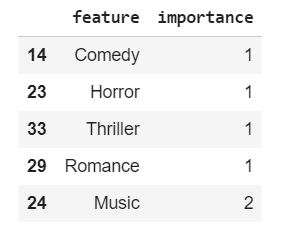 feature importance
14 Comedy 1
23 Horror 1
33 Thriller 1
29 Romance 1
24 Music 2